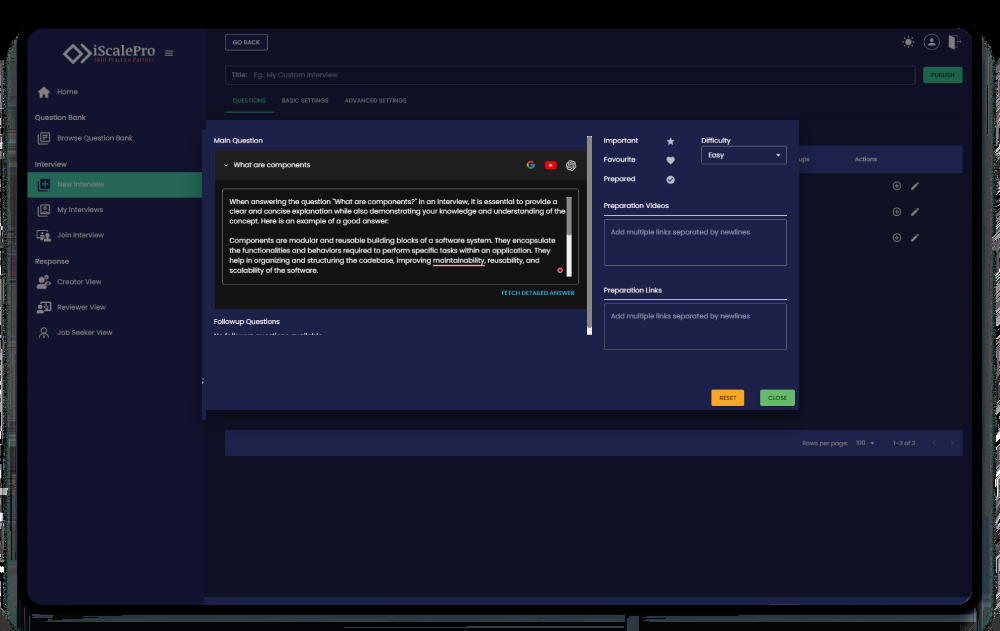 iScalePro
Skill Practice Partner
GO BACK
Title: Eg.: My Custom Interview
PUBLISH
QUESTIONS
BASIC SETTINGS
ADVANCED SETTINGS
Home
Question Bank
Browse Question Bank
Interview
New Interview
My Interviews
Join Interview
Response
Creator View
Reviewer View
Job Seeker View
Main Question
What are components
When answering the question "What are components?" in an interview, it is essential to provide a
clear and concise explanation while also demonstrating your knowledge and understanding of the
concept. Here is an example of a good answer:
Components are modular and reusable building blocks of a software system. They encapsulate
the functionalities and behaviors required to perform specific tasks within an application. They
help in organizing and structuring the codebase, improving maintainability, reusability, and
scalability of the software.
FETCH DETAILED ANSWER
Followup Questions
No followup questions available
Important
Favourite
Prepared
Difficulty
Easy
Preparation Videos
Add multiple links separated by newlines
Preparation Links
Add multiple links separated by newlines
RESET
CLOSE
ups
Actions
Rows per page: 100
1-3 of 3